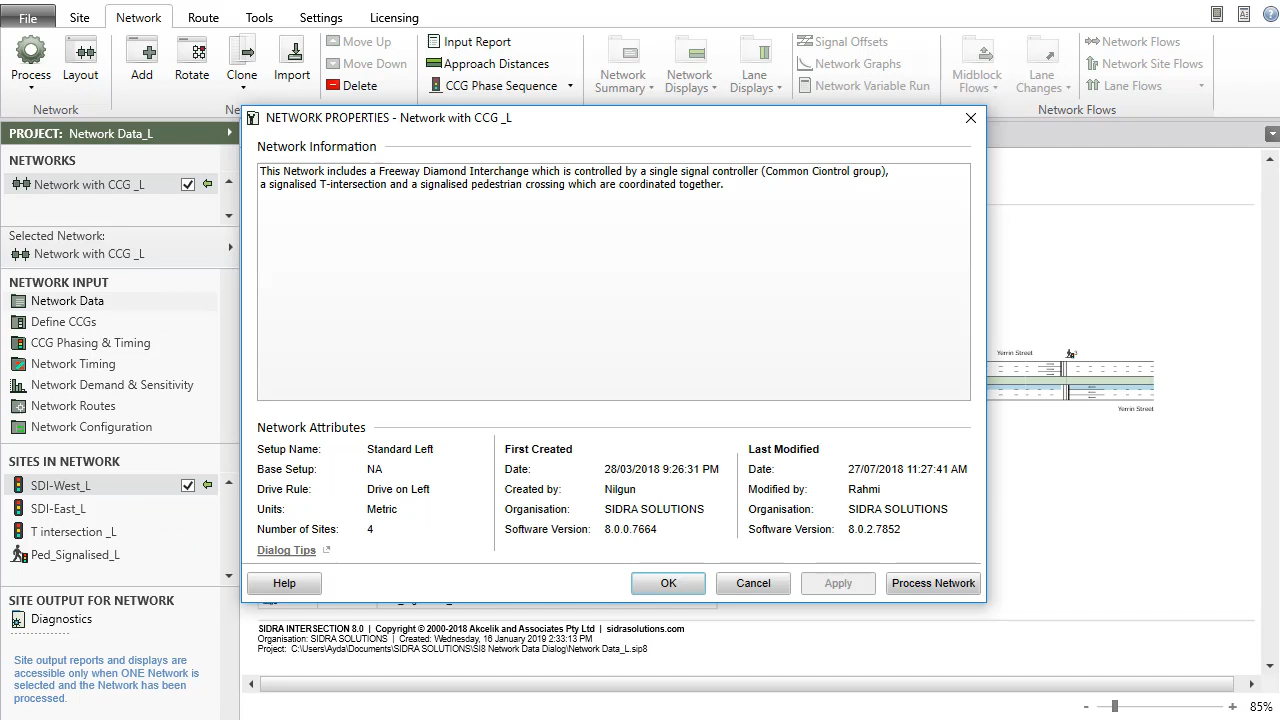 File
Site
Network
Route
Tools
Settings
Licensing
Process
Layout
Network
Add
Rotate
Clone
Import
Move Up
Move Down
Delete
Input Report
Approach Distances
CCG Phase Sequence
Network Summary
Network Displays
Lane Displays
Signal Offsets
Network Graphs
Network Variable Run
Midblock Flows
Lane Changes
Network Flows
Network Site Flows
Lane Flows
Network Flows
PROJECT: Network Data_L
NETWORKS
Network with CCG _L
Selected Network:
Network with CCG _L
NETWORK INPUT
Network Data
Define CCGs
CCG Phasing & Timing
Network Timing
Network Demand & Sensitivity
Network Routes
Network Configuration
SITES IN NETWORK
SDI-West_L
SDI-East_L
T intersection _L
Ped_Signalised_L
SITE OUTPUT FOR NETWORK
Diagnostics
Site output reports and displays are
accessible only when ONE Network is
selected and the Network has been
processed.
NETWORK PROPERTIES - Network with CCG _L
Network Information
This Network includes a Freeway Diamond Interchange which is controlled by a single signal controller (Common Ciontrol group),
a signalised T-intersection and a signalised pedestrian crossing which are coordinated together.
Network Attributes
Setup Name: Standard Left
Base Setup: NA
Drive Rule: Drive on Left
Units: Metric
Number of Sites: 4
Dialog Tips
First Created
Date: 28/03/2018 9:26:31 PM
Created by: Nilgun
Organisation: SIDRA SOLUTIONS
Software Version: 8.0.0.7664
Last Modified
Date: 27/07/2018 11:27:41 AM
Modified by: Rahmi
Organisation: SIDRA SOLUTIONS
Software Version: 8.0.2.7852
Help
OK
Cancel
Apply
Process Network
Yerrin Street
Yerrin Street
SIDRA INTERSECTION 8.0 | Copyright © 2000-2018 Akcelik and Associates Pty Ltd | sidrasolutions.com
Organisation: SIDRA SOLUTIONS | Created: Wednesday, 16 January 2019 2:33:13 PM
Project: C:\Users\Ayda\Documents\SIDRA SOLUTIONS\SI8 Network Data Dialog\Network Data_L.sip8
- + 85%